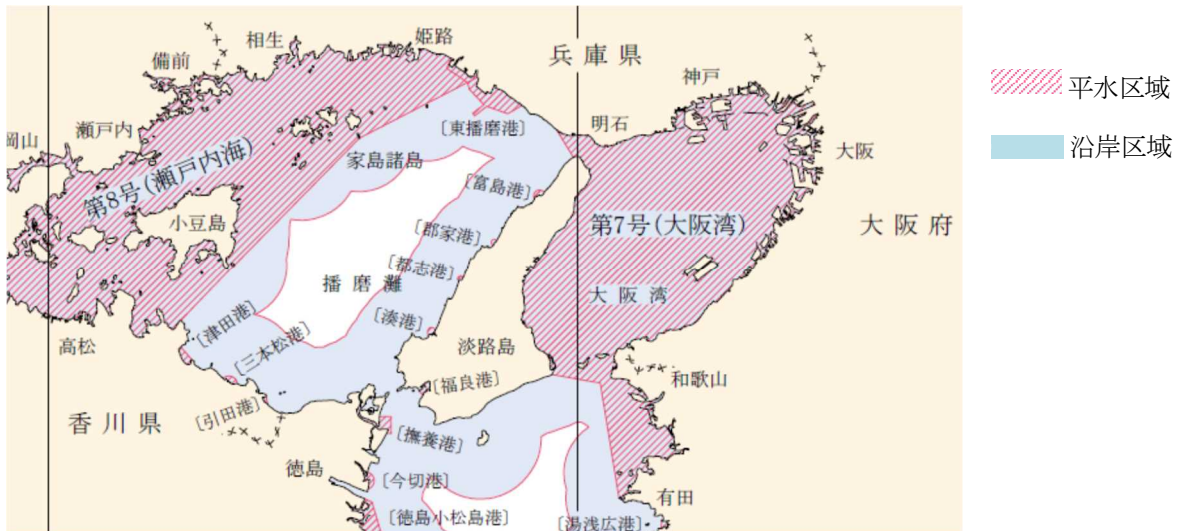 相生
姫路
兵庫県
備前
神戸
平水区域
瀬戸内
[東播磨港]
明石
岡山
沿岸区域
大阪
家島諸島
第8号(瀬戸内海)
[富島港]
小豆島
[郡家港]
第7号(大阪湾)
大阪府
[都志港]
播磨灘
大阪湾
[津田港]
[湊港]
高松
[三本松港]
淡路島
和歌山
[福良港]
香川県
[引田港]
[撫養港]
徳島
[今切港]
有田
[徳島小松島港]
[湯浅広港]